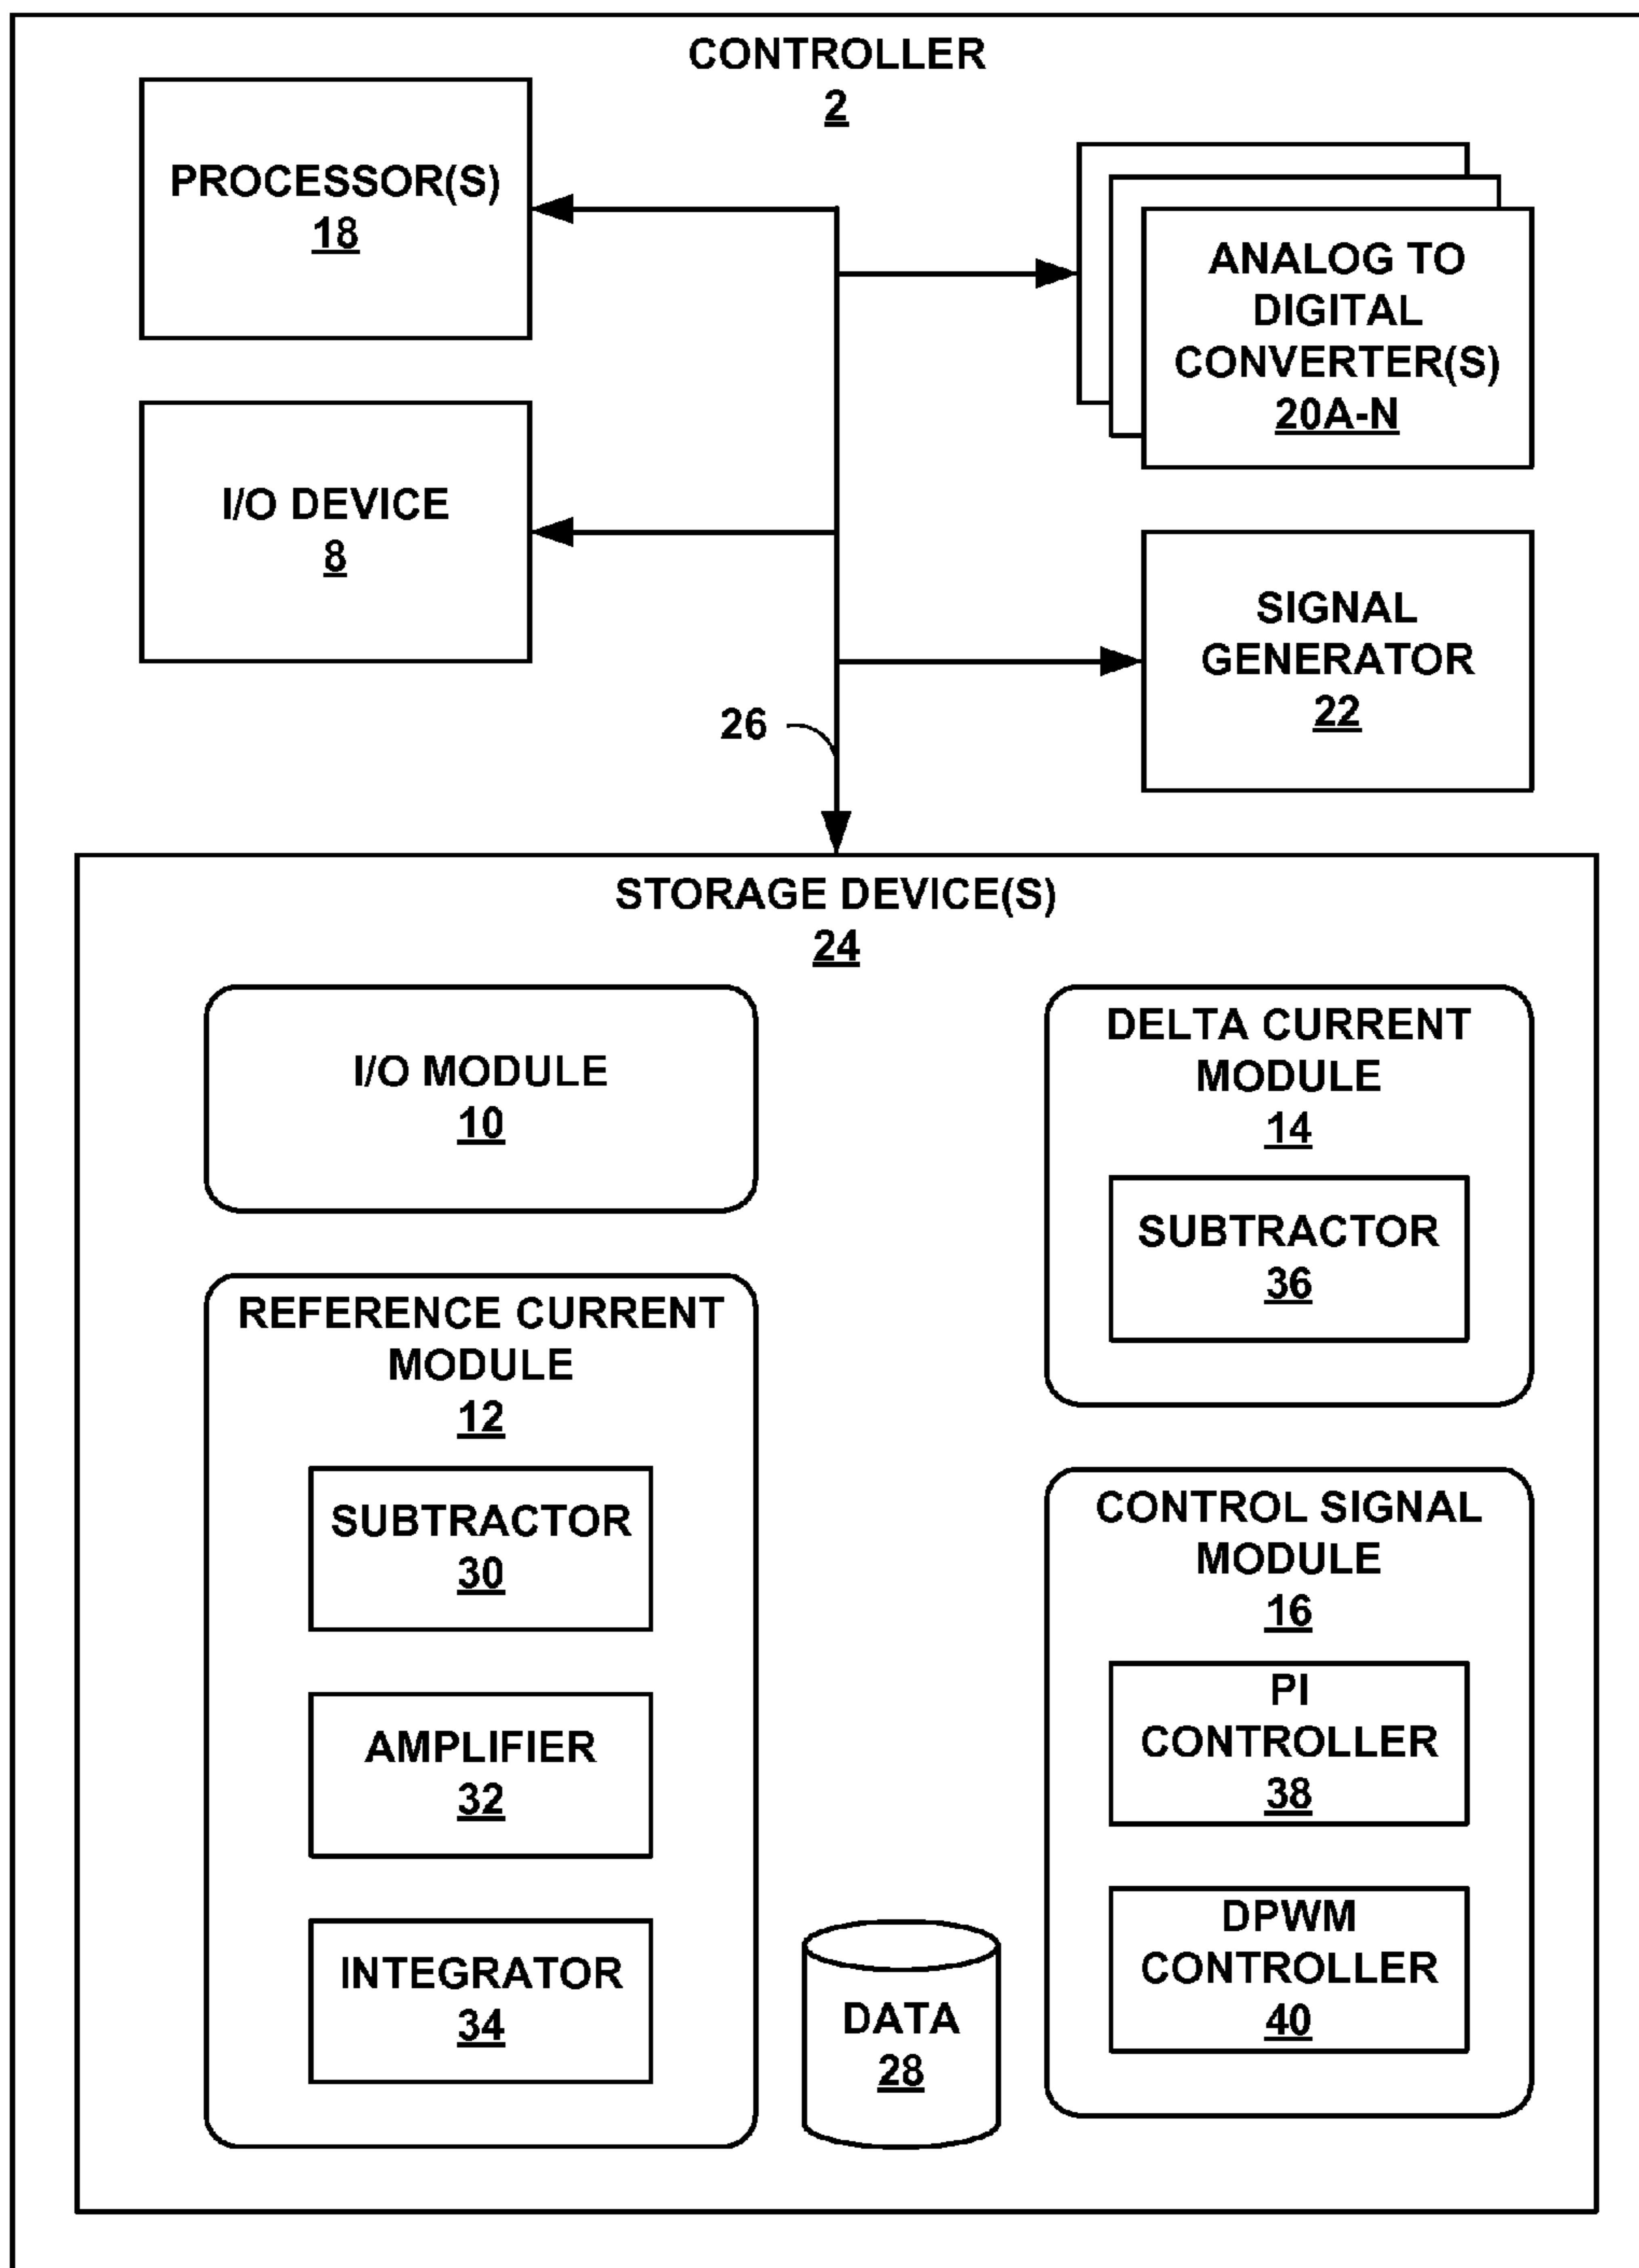 CONTROLLER
2
PROCESSOR(S)
18
ANALOG TO
DIGITAL
CONVERTER(S)
20A-N
I/O DEVICE
8
SIGNAL
GENERATOR
22
26
STORAGE DEVICE(S)
24
I/O MODULE
10
DELTA CURRENT
MODULE
14
SUBTRACTOR
36
REFERENCE CURRENT
MODULE
12
SUBTRACTOR
30
AMPLIFIER
32
INTEGRATOR
34
CONTROL SIGNAL
MODULE
16
PI
CONTROLLER
38
DPWM
CONTROLLER
40
DATA
28